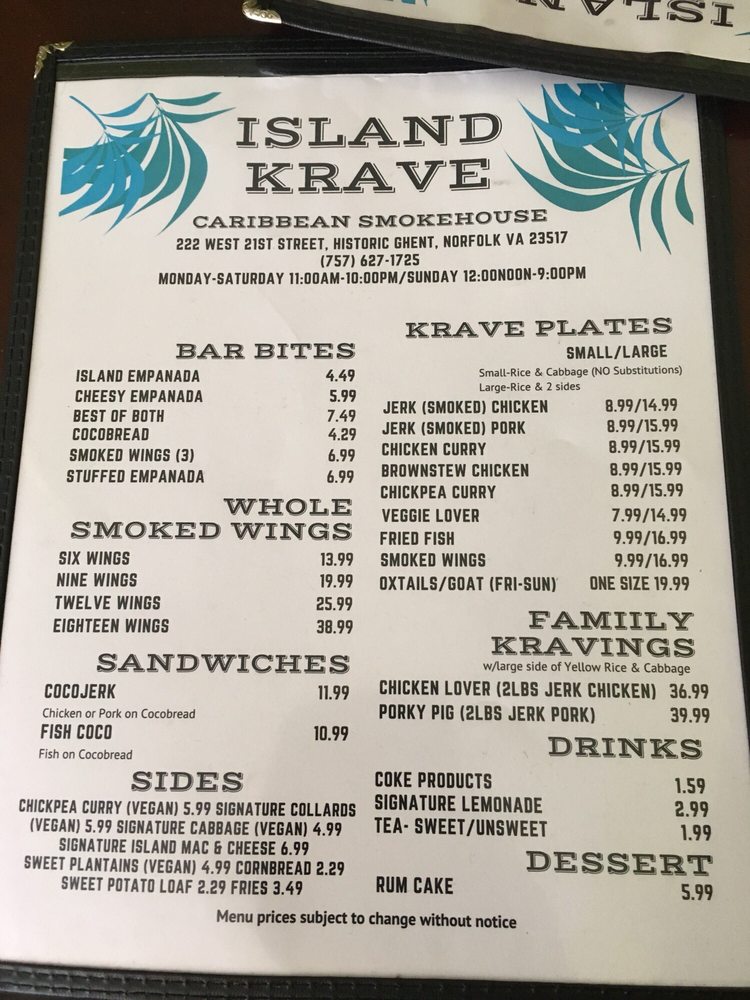 ISLAND
ISLAND
KRAVE
CARIBBEAN SMOKEHOUSE
222 WEST 21ST STREET, HISTORIC GHENT, NORFOLK VA 23517
(757) 627-1725
MONDAY-SATURDAY 11:00AM-10:00PM/SUNDAY 12:00NOON-9:00PM
BAR BITES
ISLAND EMPANADA 4.49
CHEESY EMPANADA 5.99
BEST OF BOTH 7.49
COCOBREAD 4.29
SMOKED WINGS (3) 6.99
STUFFED EMPANADA 6.99
WHOLE
SMOKED WINGS
SIX WINGS 13.99
NINE WINGS 19.99
TWELVE WINGS 25.99
EIGHTEEN WINGS 38.99
SANDWICHES
COCOJERK 11.99
Chicken or Pork on Cocobread
FISH COCO 10.99
Fish on Cocobread
SIDES
CHICKPEA CURRY (VEGAN) 5.99 SIGNATURE COLLARDS
(VEGAN) 5.99 SIGNATURE CABBAGE (VEGAN) 4.99
SIGNATURE ISLAND MAC & CHEESE 6.99
SWEET PLANTAINS (VEGAN) 4.99 CORNBREAD 2.29
SWEET POTATO LOAF 2.29 FRIES 3.49
KRAVE PLATES
SMALL/LARGE
Small-Rice & Cabbage (NO Substitutions)
Large-Rice & 2 sides
JERK (SMOKED) CHICKEN 8.99/14.99
JERK (SMOKED) PORK 8.99/15.99
CHICKEN CURRY 8.99/15.99
BROWNSTEW CHICKEN 8.99/15.99
CHICKPEA CURRY 8.99/15.99
VEGGIE LOVER 7.99/14.99
FRIED FISH 9.99/16.99
SMOKED WINGS 9.99/16.99
OXTAILS/GOAT (FRI-SUN) ONE SIZE 19.99
FAMIILY
KRAVINGS
w/large side of Yellow Rice & Cabbage
CHICKEN LOVER (2LBS JERK CHICKEN) 36.99
PORKY PIG (2LBS JERK PORK) 39.99
DRINKS
COKE PRODUCTS 1.59
SIGNATURE LEMONADE 2.99
TEA- SWEET/UNSWEET 1.99
DESSERT
RUM CAKE 5.99
Menu prices subject to change without notice